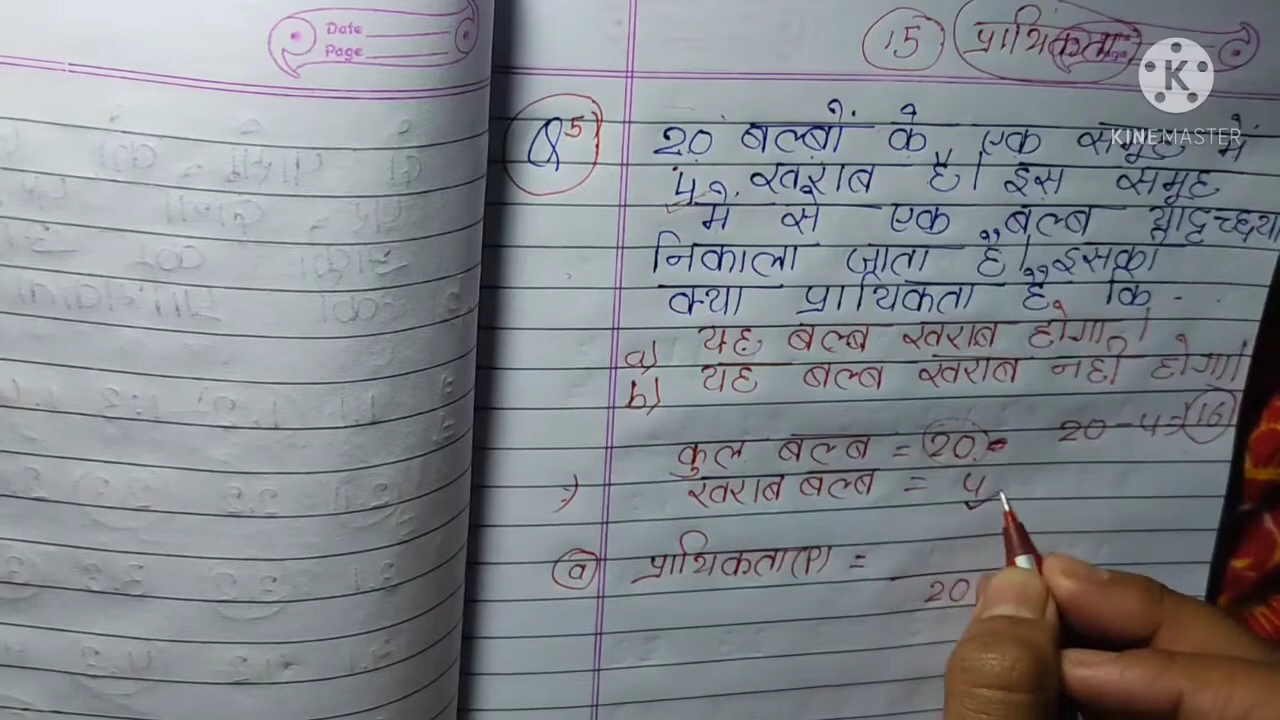 Date
Page
15 प्रायिकता
KINEMASTER
Q5 20 बल्बों के एक समूह में
4 खराब है। इस समूह
में से एक बल्ब यादृच्छया
निकाला जाता है। इसका
क्या प्रायिकता है कि -
a) यह बल्ब खराब होगा।
b) यह बल्ब खराब नही होगा।
कुल बल्ब = 20 20-4=16
खराब बल्ब = 4
a प्रायिकता(P) =
20